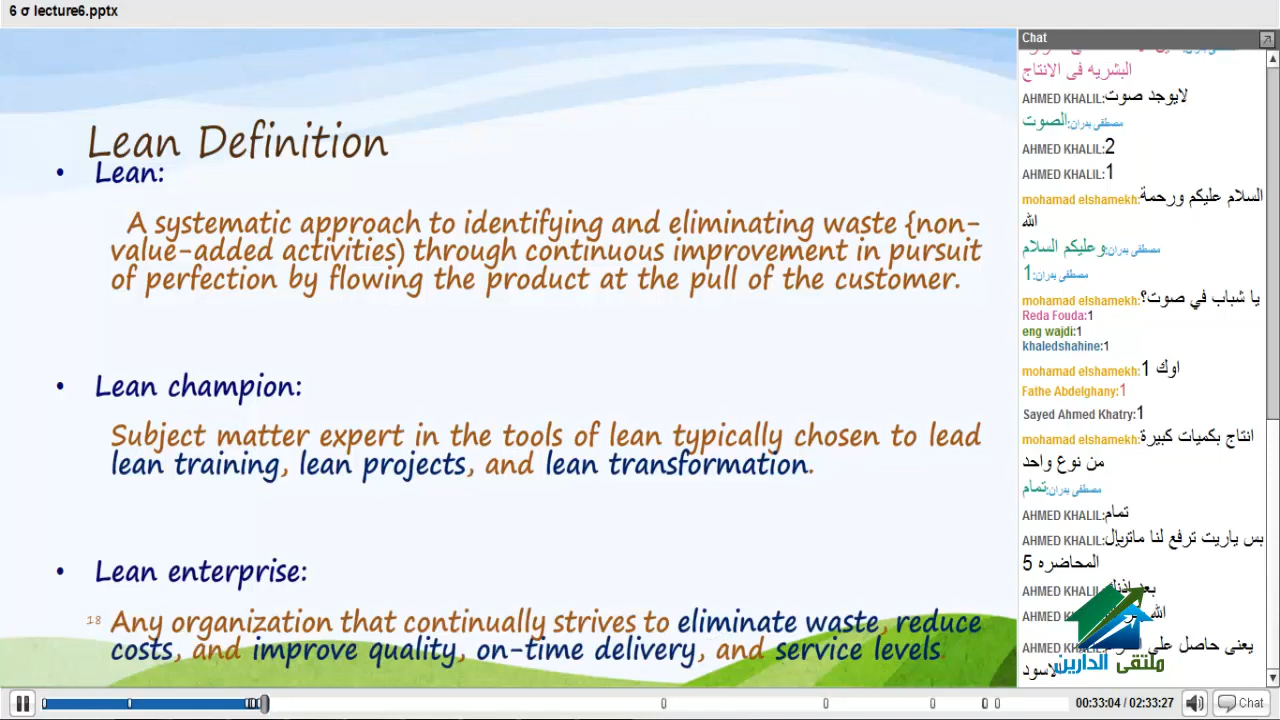 6 σ lecture6.pptx
Lean Definition
• Lean:
A systematic approach to identifying and eliminating waste {non-
value-added activities) through continuous improvement in pursuit
of perfection by flowing the product at the pull of the customer.
• Lean champion:
Subject matter expert in the tools of lean typically chosen to lead
lean training, lean projects, and lean transformation.
• Lean enterprise:
18
Any organization that continually strives to eliminate waste, reduce
costs, and improve quality, on-time delivery, and service levels
Chat
البشريه فى الانتاج
AHMED KHALIL:لايوجد صوت
مصطفى بدران:الصوت
AHMED KHALIL:2
AHMED KHALIL:1
mohamad elshamekh:السلام عليكم ورحمة
الله
مصطفى بدران:وعليكم السلام
مصطفى بدران:1
mohamad elshamekh:يا شباب في صوت؟
Reda Fouda:1
eng wajdi:1
khaledshahine:1
mohamad elshamekh:اوك 1
Fathe Abdelghany:1
Sayed Ahmed Khatry:1
mohamad elshamekh:انتاج بكميات كبيرة
من نوع واحد
مصطفى بدران:تمام
AHMED KHALIL:تمام
AHMED KHALIL:بس ياريت ترفع لنا ماتريال
المحاضره 5
AHMED KHALIL:بعد اذنك
AHMED
AHMED KHALIL:يعنى حاصل على
الاسود
ملتقى الدارين
00:33:04 / 02:33:27
Chat